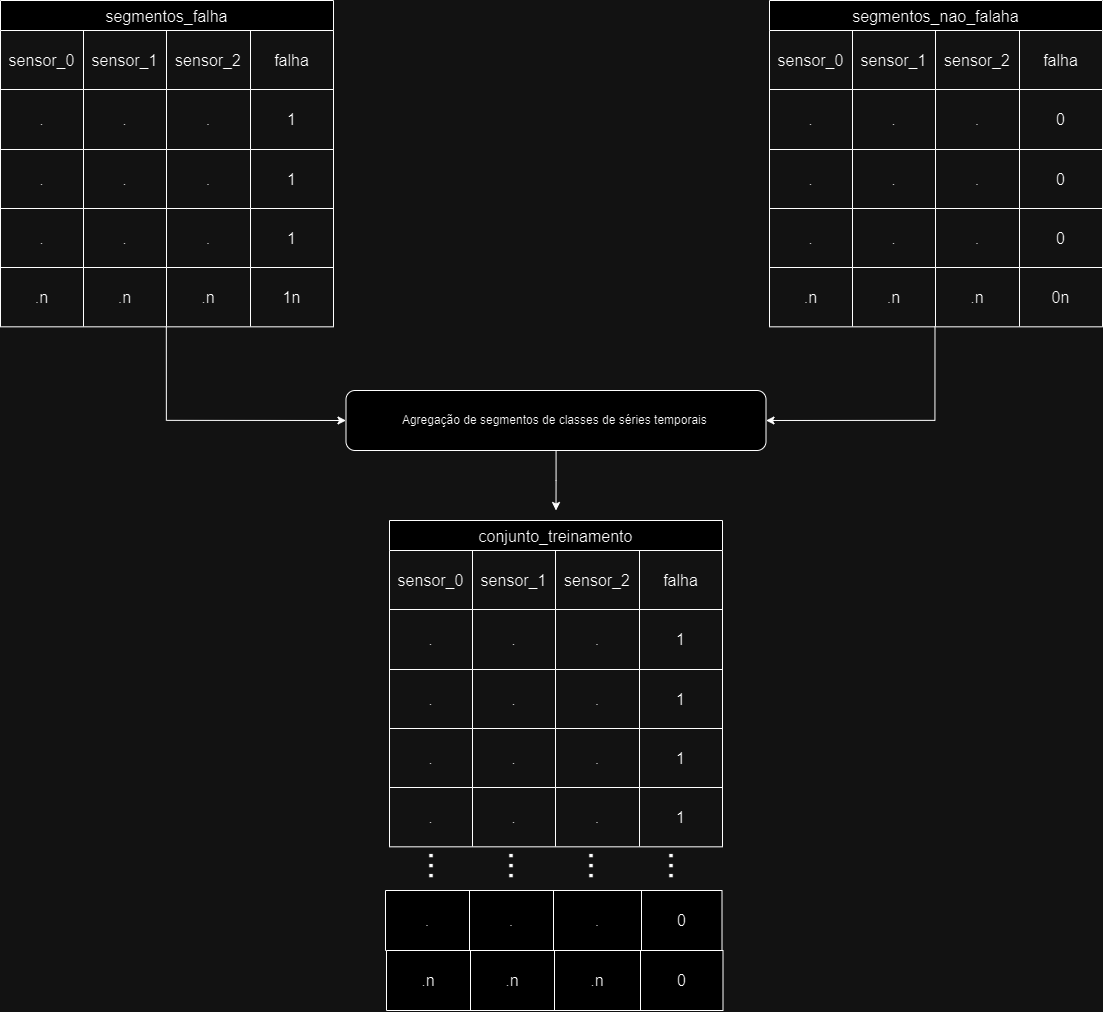 segmentos_falha
sensor_0 sensor_1 sensor_2 falha
. . . 1
. . . 1
. . . 1
.n .n .n 1n
segmentos_nao_falaha
sensor_0 sensor_1 sensor_2 falha
. . . 0
. . . 0
. . . 0
.n .n .n 0n
Agregação de segmentos de classes de séries temporais
conjunto_treinamento
sensor_0 sensor_1 sensor_2 falha
. . . 1
. . . 1
. . . 1
. . . 1
⋮ ⋮ ⋮ ⋮
. . . 0
.n .n .n 0